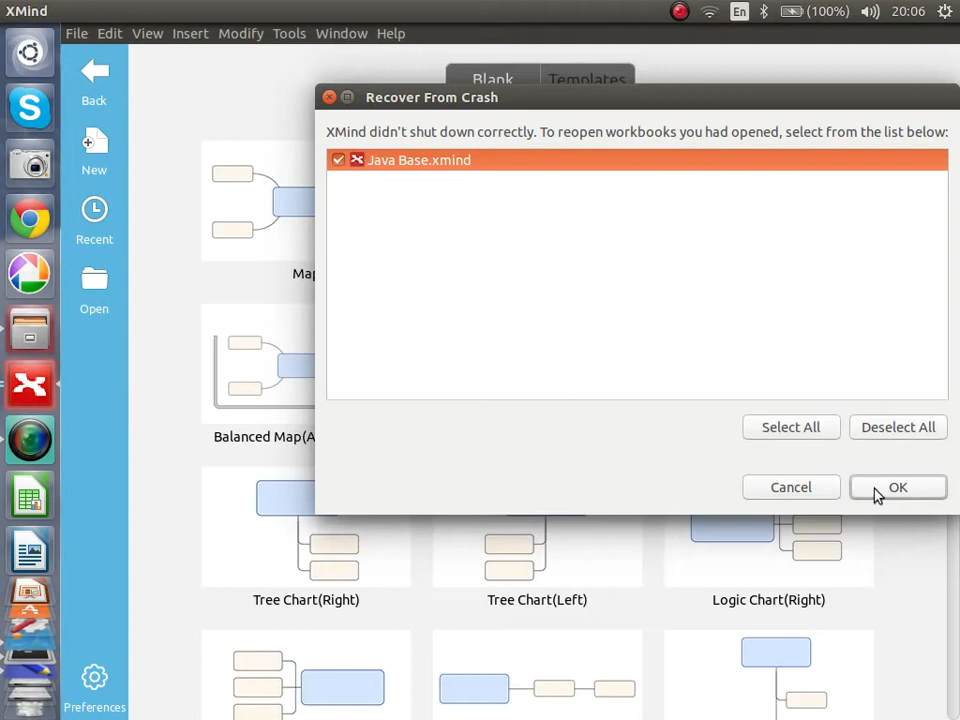 XMind
En
(100%)
20:06
File Edit View Insert Modify Tools Window Help
Back
New
Recent
Open
Preferences
Blank
Templates
Recover From Crash
XMind didn't shut down correctly. To reopen workbooks you had opened, select from the list below:
Java Base.xmind
Select All
Deselect All
Cancel
OK
Map
Balanced Map(A
Tree Chart(Right)
Tree Chart(Left)
Logic Chart(Right)